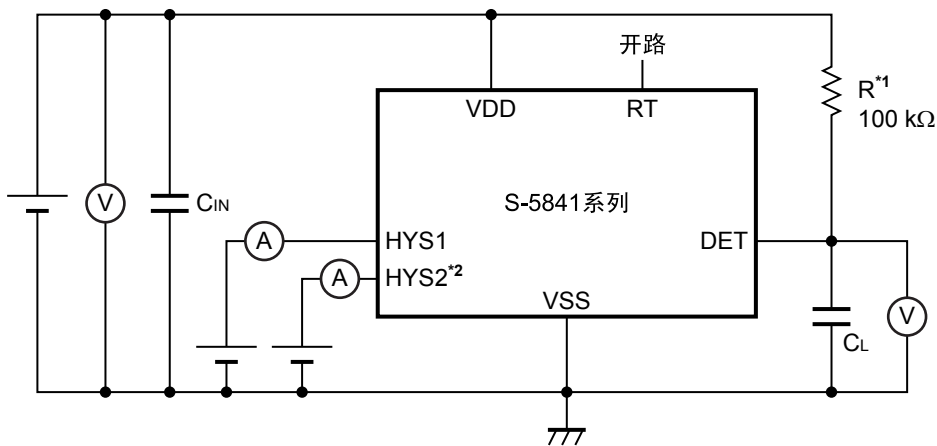 开路
VDD
RT
R*1
100 kΩ
V
CIN
S-5841系列
A
HYS1
DET
A
HYS2*2
VSS
CL
V